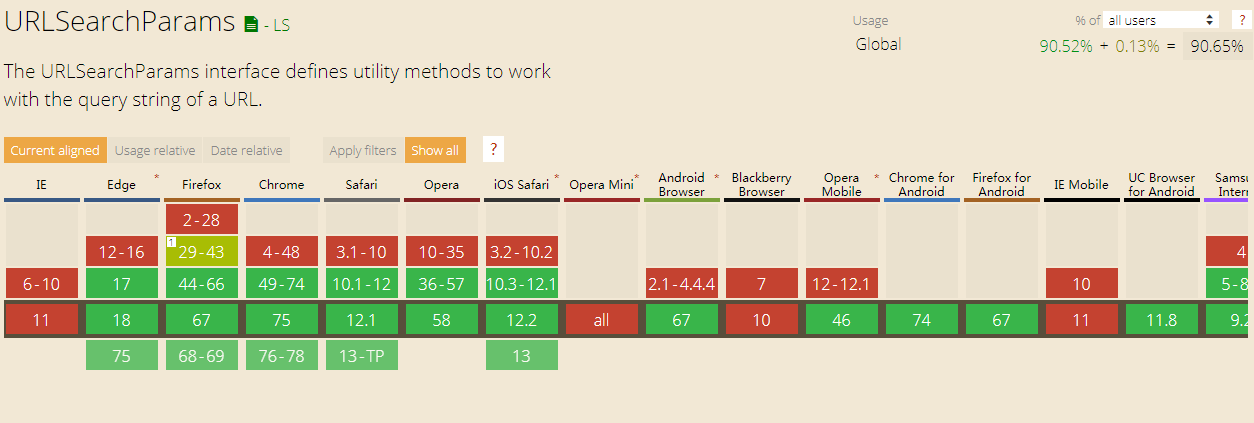 URLSearchParams - LS
Usage % of all users ?
Global 90.52% + 0.13% = 90.65%
The URLSearchParams interface defines utility methods to work
with the query string of a URL.
Current aligned Usage relative Date relative Apply filters Show all ?
IE Edge * Firefox Chrome Safari Opera iOS Safari * Opera Mini * Android Browser * Blackberry Browser Opera Mobile * Chrome for Android Firefox for Android IE Mobile UC Browser for Android
2-28
12-16 1 29-43 4-48 3.1-10 10-35 3.2-10.2 4
6-10 17 44-66 49-74 10.1-12 36-57 10.3-12.1 2.1-4.4.4 7 12-12.1 10 5-8
11 18 67 75 12.1 58 12.2 all 67 10 46 74 67 11 11.8 9.2
75 68-69 76-78 13-TP 13